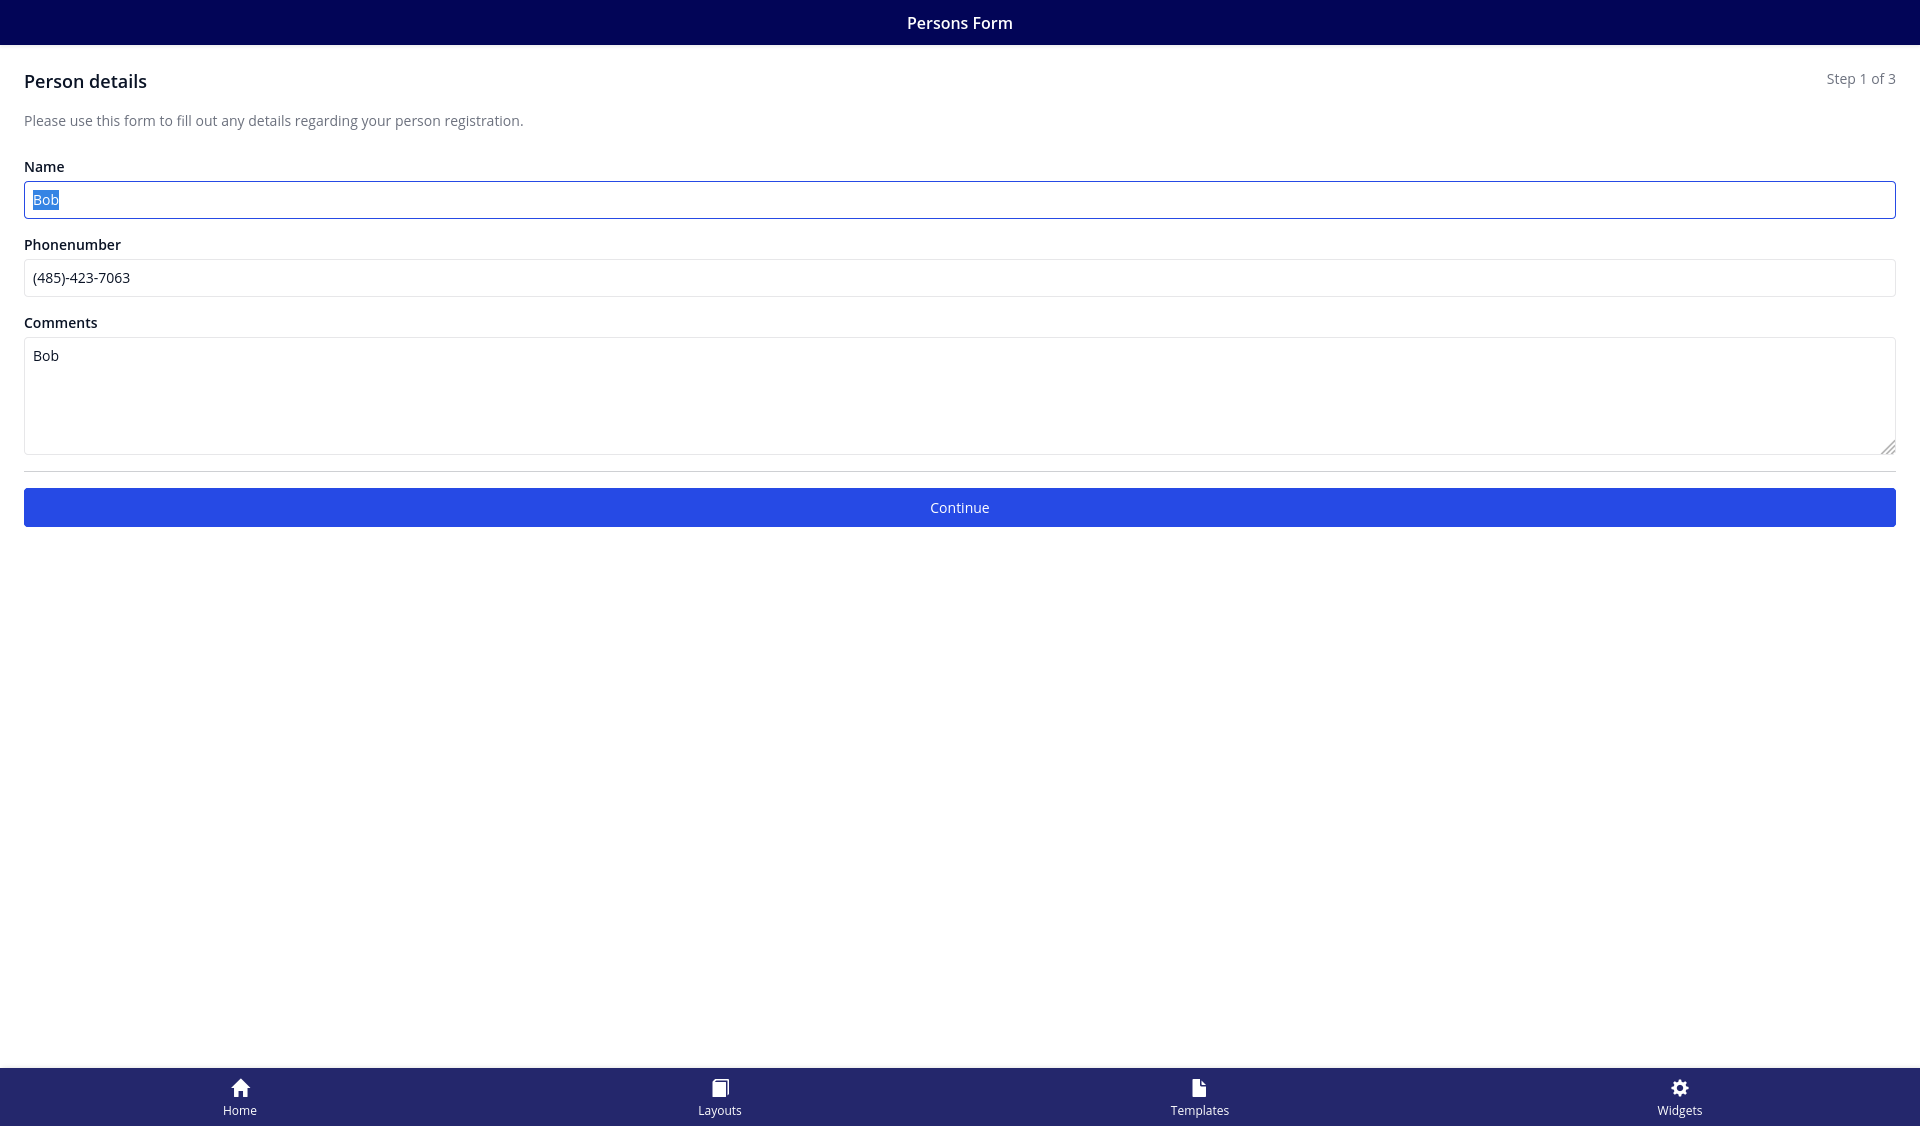 Persons Form
Person details
Step 1 of 3
Please use this form to fill out any details regarding your person registration.
Name
Bob
Phonenumber
(485)-423-7063
Comments
Bob
Continue
Home
Layouts
Templates
Widgets